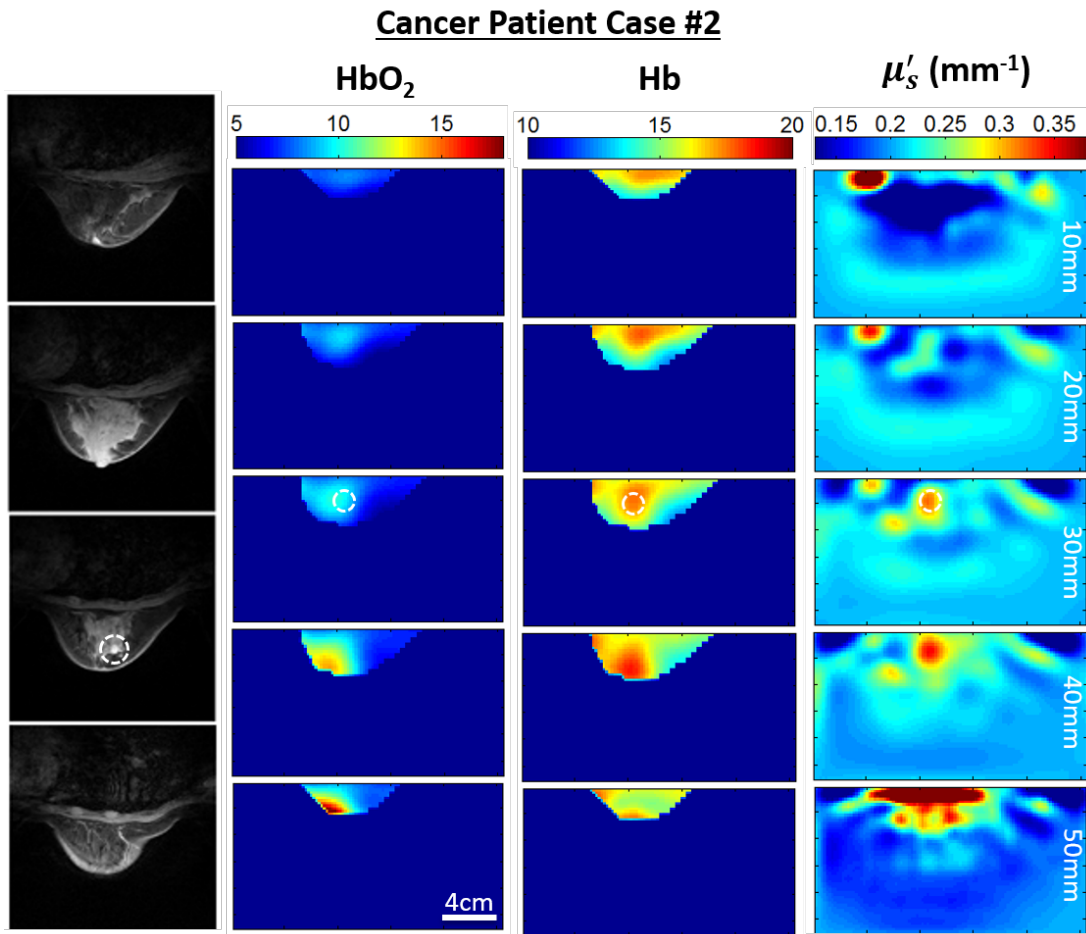 Cancer Patient Case #2
HbO₂
Hb
μ′ₛ (mm⁻¹)
5 10 15
10 15 20
0.15 0.2 0.25 0.3 0.35
10mm
20mm
30mm
40mm
50mm
4cm